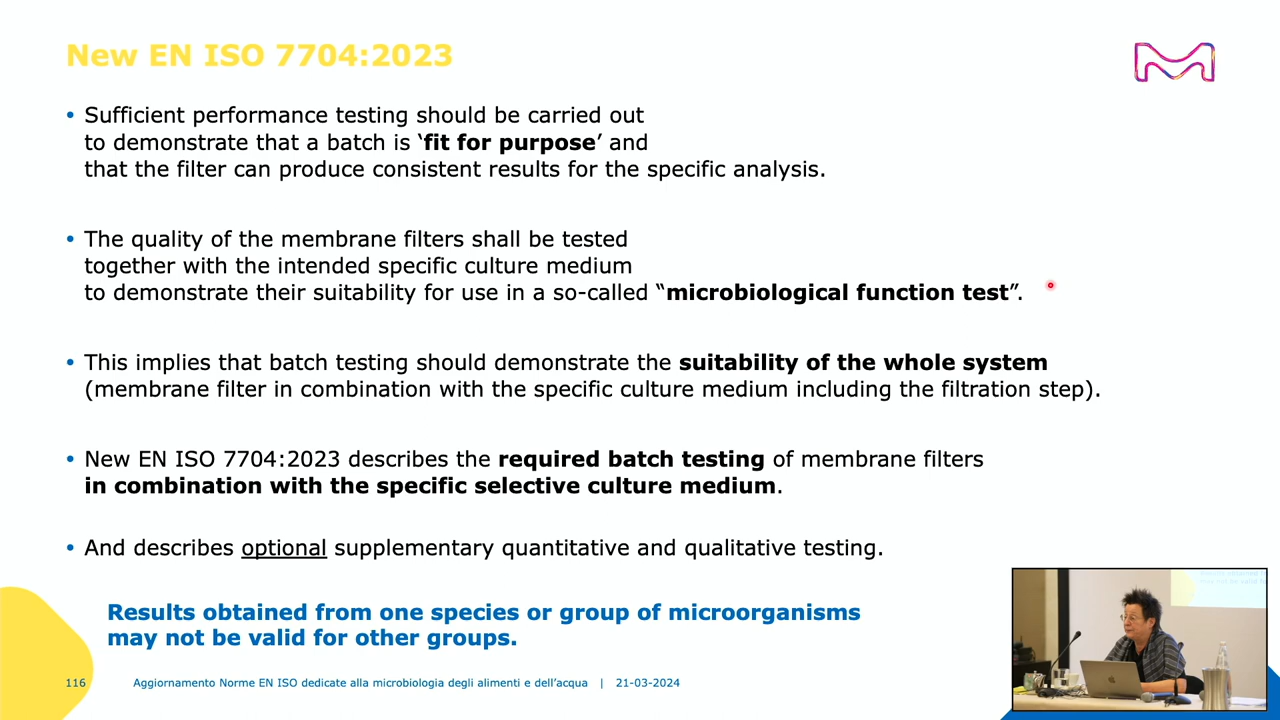 New EN ISO 7704:2023
• Sufficient performance testing should be carried out
to demonstrate that a batch is ‘fit for purpose’ and
that the filter can produce consistent results for the specific analysis.
• The quality of the membrane filters shall be tested
together with the intended specific culture medium
to demonstrate their suitability for use in a so-called “microbiological function test”.
• This implies that batch testing should demonstrate the suitability of the whole system
(membrane filter in combination with the specific culture medium including the filtration step).
• New EN ISO 7704:2023 describes the required batch testing of membrane filters
in combination with the specific selective culture medium.
• And describes optional supplementary quantitative and qualitative testing.
Results obtained from one species or group of microorganisms
may not be valid for other groups.
116 Aggiornamento Norme EN ISO dedicate alla microbiologia degli alimenti e dell’acqua | 21-03-2024